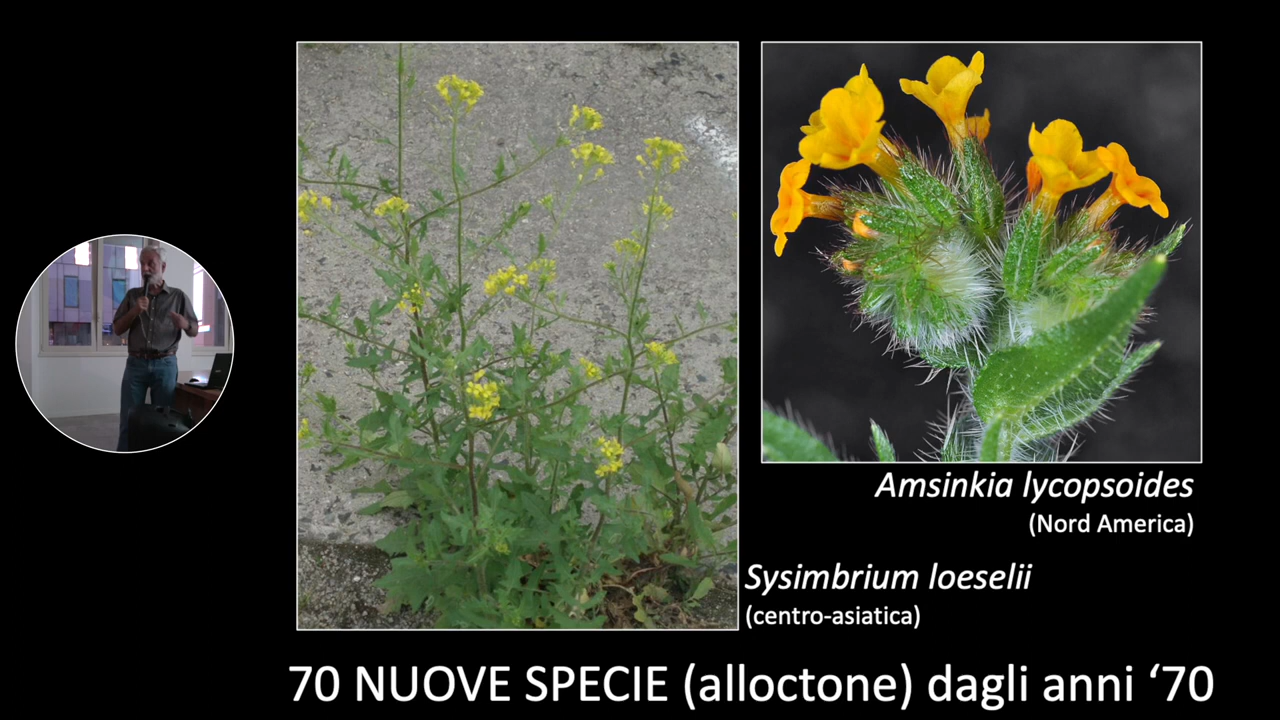 Amsinkia lycopsoides
(Nord America)
Sysimbrium loeselii
(centro-asiatica)
70 NUOVE SPECIE (alloctone) dagli anni ‘70